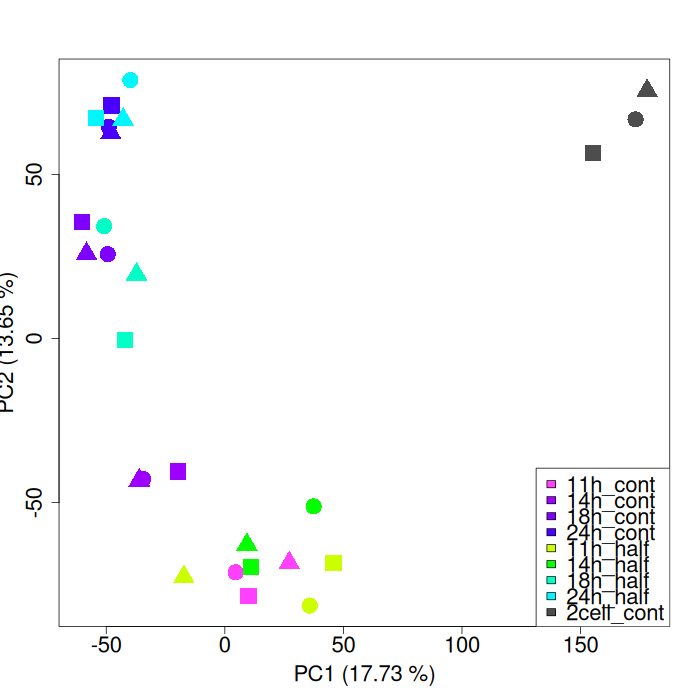 50
0
-50
PC2 (13.65 %)
-50
0
50
100
150
PC1 (17.73 %)
11h_cont
14h_cont
18h_cont
24h_cont
11h_half
14h_half
18h_half
24h_half
2cell_cont